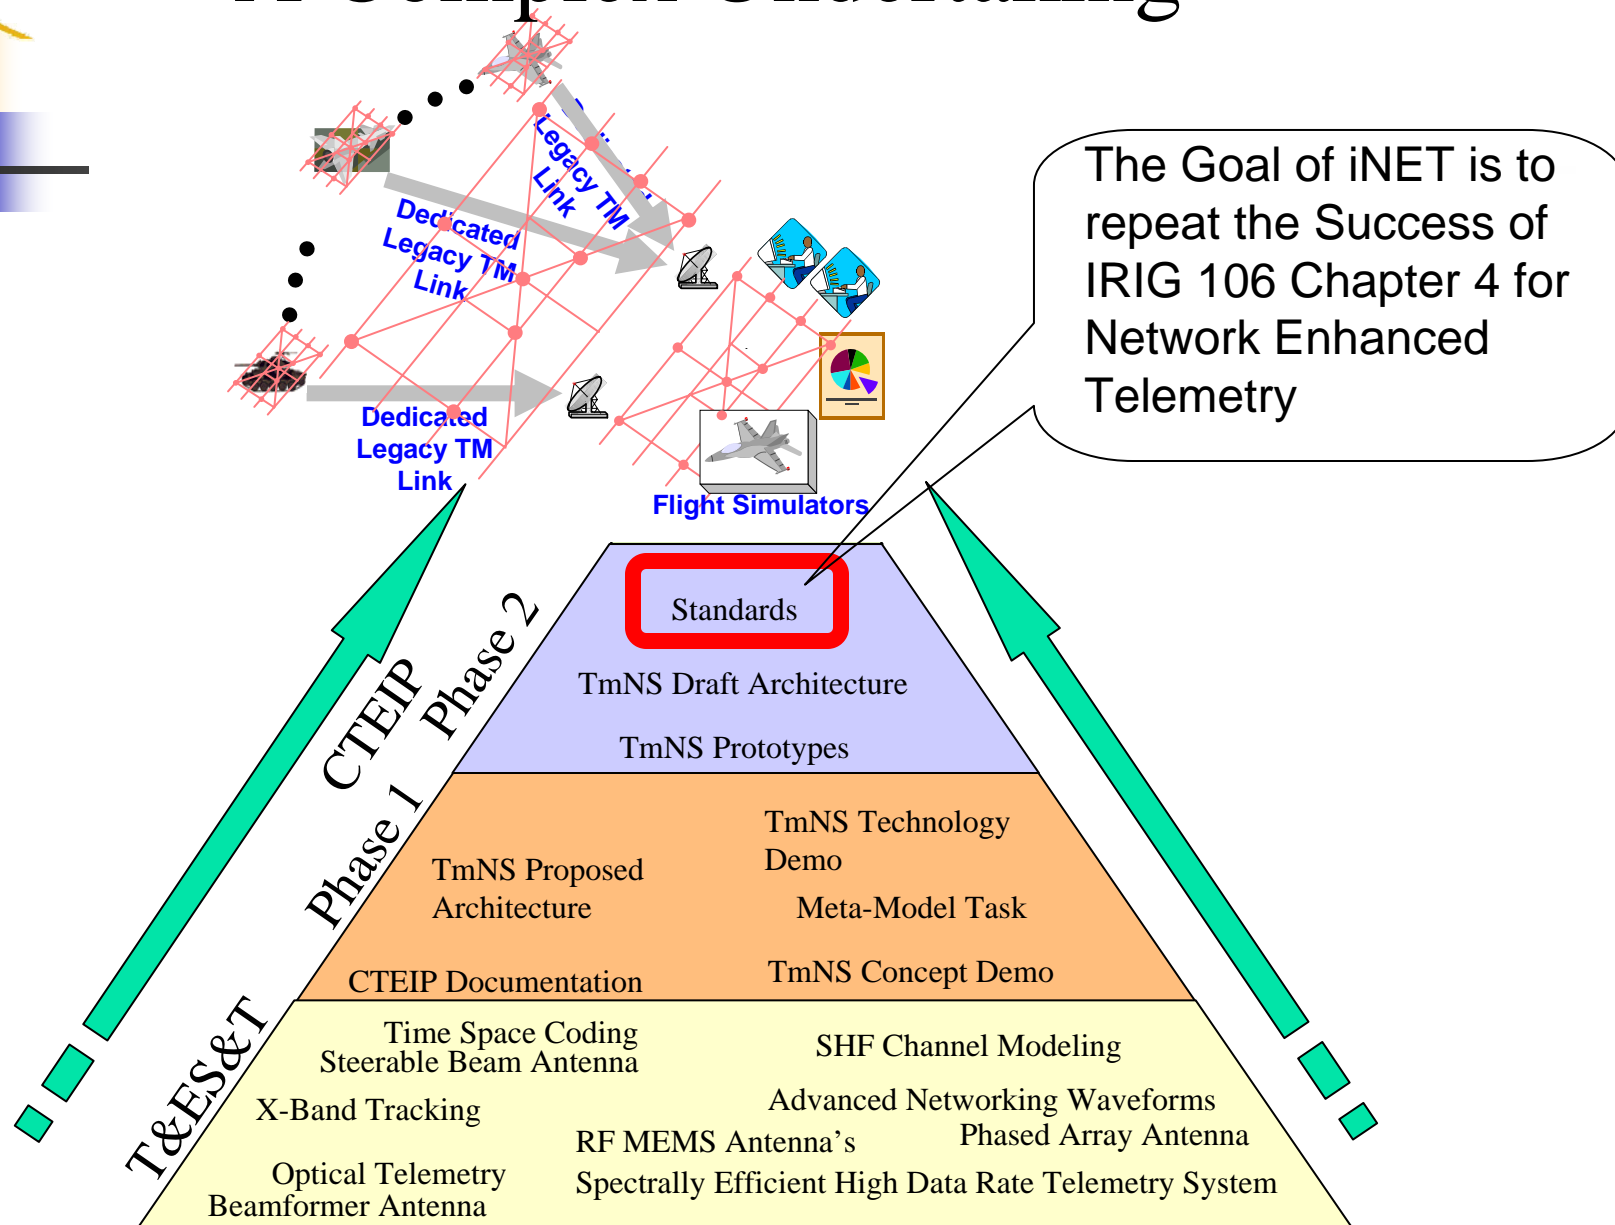 A Complex Undertaking
Legacy TM
Link
Dedicated
Legacy TM
Link
Dedicated
Legacy TM
Link
Flight Simulators
The Goal of iNET is to
repeat the Success of
IRIG 106 Chapter 4 for
Network Enhanced
Telemetry
CTEIP
Phase 2
Standards
TmNS Draft Architecture
TmNS Prototypes
Phase 1
TmNS Technology
Demo
TmNS Proposed
Architecture
Meta-Model Task
TmNS Concept Demo
CTEIP Documentation
T&ES&T
Time Space Coding
Steerable Beam Antenna
SHF Channel Modeling
X-Band Tracking
Advanced Networking Waveforms
RF MEMS Antenna's
Phased Array Antenna
Optical Telemetry
Beamformer Antenna
Spectrally Efficient High Data Rate Telemetry System